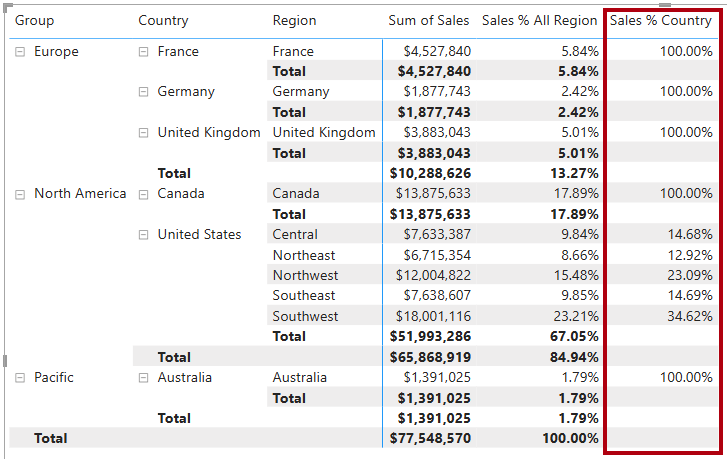 Group Country Region Sum of Sales Sales % All Region Sales % Country
Europe France France $4,527,840 5.84% 100.00%
Total $4,527,840 5.84%
Germany Germany $1,877,743 2.42% 100.00%
Total $1,877,743 2.42%
United Kingdom United Kingdom $3,883,043 5.01% 100.00%
Total $3,883,043 5.01%
Total $10,288,626 13.27%
North America Canada Canada $13,875,633 17.89% 100.00%
Total $13,875,633 17.89%
United States Central $7,633,387 9.84% 14.68%
Northeast $6,715,354 8.66% 12.92%
Northwest $12,004,822 15.48% 23.09%
Southeast $7,638,607 9.85% 14.69%
Southwest $18,001,116 23.21% 34.62%
Total $51,993,286 67.05%
Total $65,868,919 84.94%
Pacific Australia Australia $1,391,025 1.79% 100.00%
Total $1,391,025 1.79%
Total $1,391,025 1.79%
Total $77,548,570 100.00%